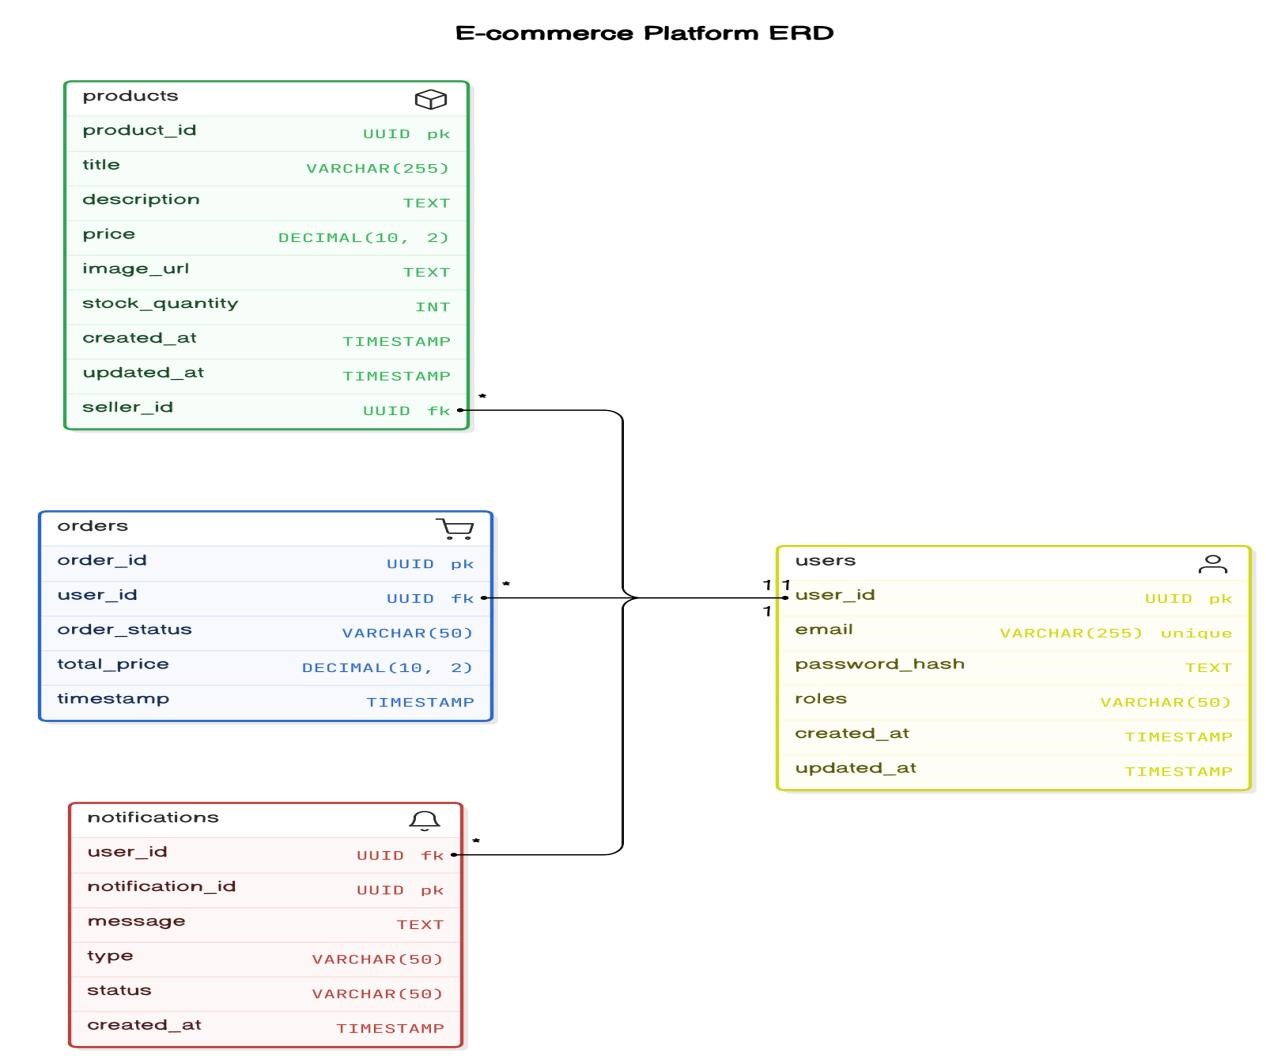 E-commerce Platform ERD
products
product_id UUID pk
title VARCHAR(255)
description TEXT
price DECIMAL(10, 2)
image_url TEXT
stock_quantity INT
created_at TIMESTAMP
updated_at TIMESTAMP
seller_id UUID fk *
orders
order_id UUID pk
user_id UUID fk *
order_status VARCHAR(50)
total_price DECIMAL(10, 2)
timestamp TIMESTAMP
notifications
user_id UUID fk *
notification_id UUID pk
message TEXT
type VARCHAR(50)
status VARCHAR(50)
created_at TIMESTAMP
users
1 1
user_id UUID pk
1
email VARCHAR(255) unique
password_hash TEXT
roles VARCHAR(50)
created_at TIMESTAMP
updated_at TIMESTAMP